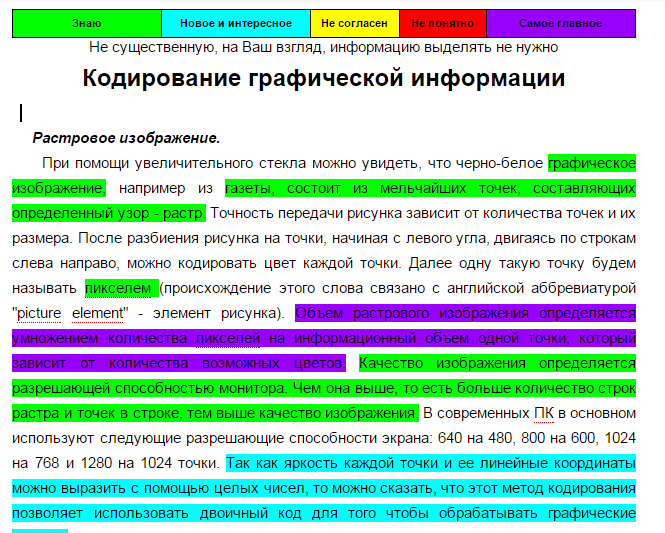 Знаю Новое и интересное Не согласен Не понятно Самое главное
Не существенную, на Ваш взгляд, информацию выделять не нужно
Кодирование графической информации
Растровое изображение.
При помощи увеличительного стекла можно увидеть, что черно-белое графическое
изображение, например из газеты, состоит из мельчайших точек, составляющих
определенный узор - растр. Точность передачи рисунка зависит от количества точек и их
размера. После разбиения рисунка на точки, начиная с левого угла, двигаясь по строкам
слева направо, можно кодировать цвет каждой точки. Далее одну такую точку будем
называть пикселем (происхождение этого слова связано с английской аббревиатурой
"picture element" - элемент рисунка). Объем растрового изображения определяется
умножением количества пикселей на информационный объем одной точки, который
зависит от количества возможных цветов. Качество изображения определяется
разрешающей способностью монитора. Чем она выше, то есть больше количество строк
растра и точек в строке, тем выше качество изображения. В современных ПК в основном
используют следующие разрешающие способности экрана: 640 на 480, 800 на 600, 1024
на 768 и 1280 на 1024 точки. Так как яркость каждой точки и ее линейные координаты
можно выразить с помощью целых чисел, то можно сказать, что этот метод кодирования
позволяет использовать двоичный код для того чтобы обрабатывать графические